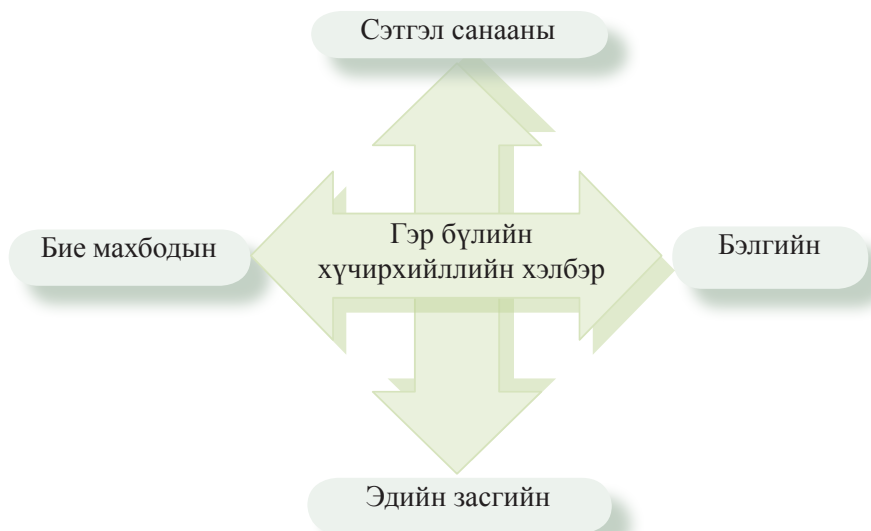 Сэтгэл санааны
Бие махбодын
Гэр бүлийн
хүчирхийллийн хэлбэр
Бэлгийн
Эдийн засгийн